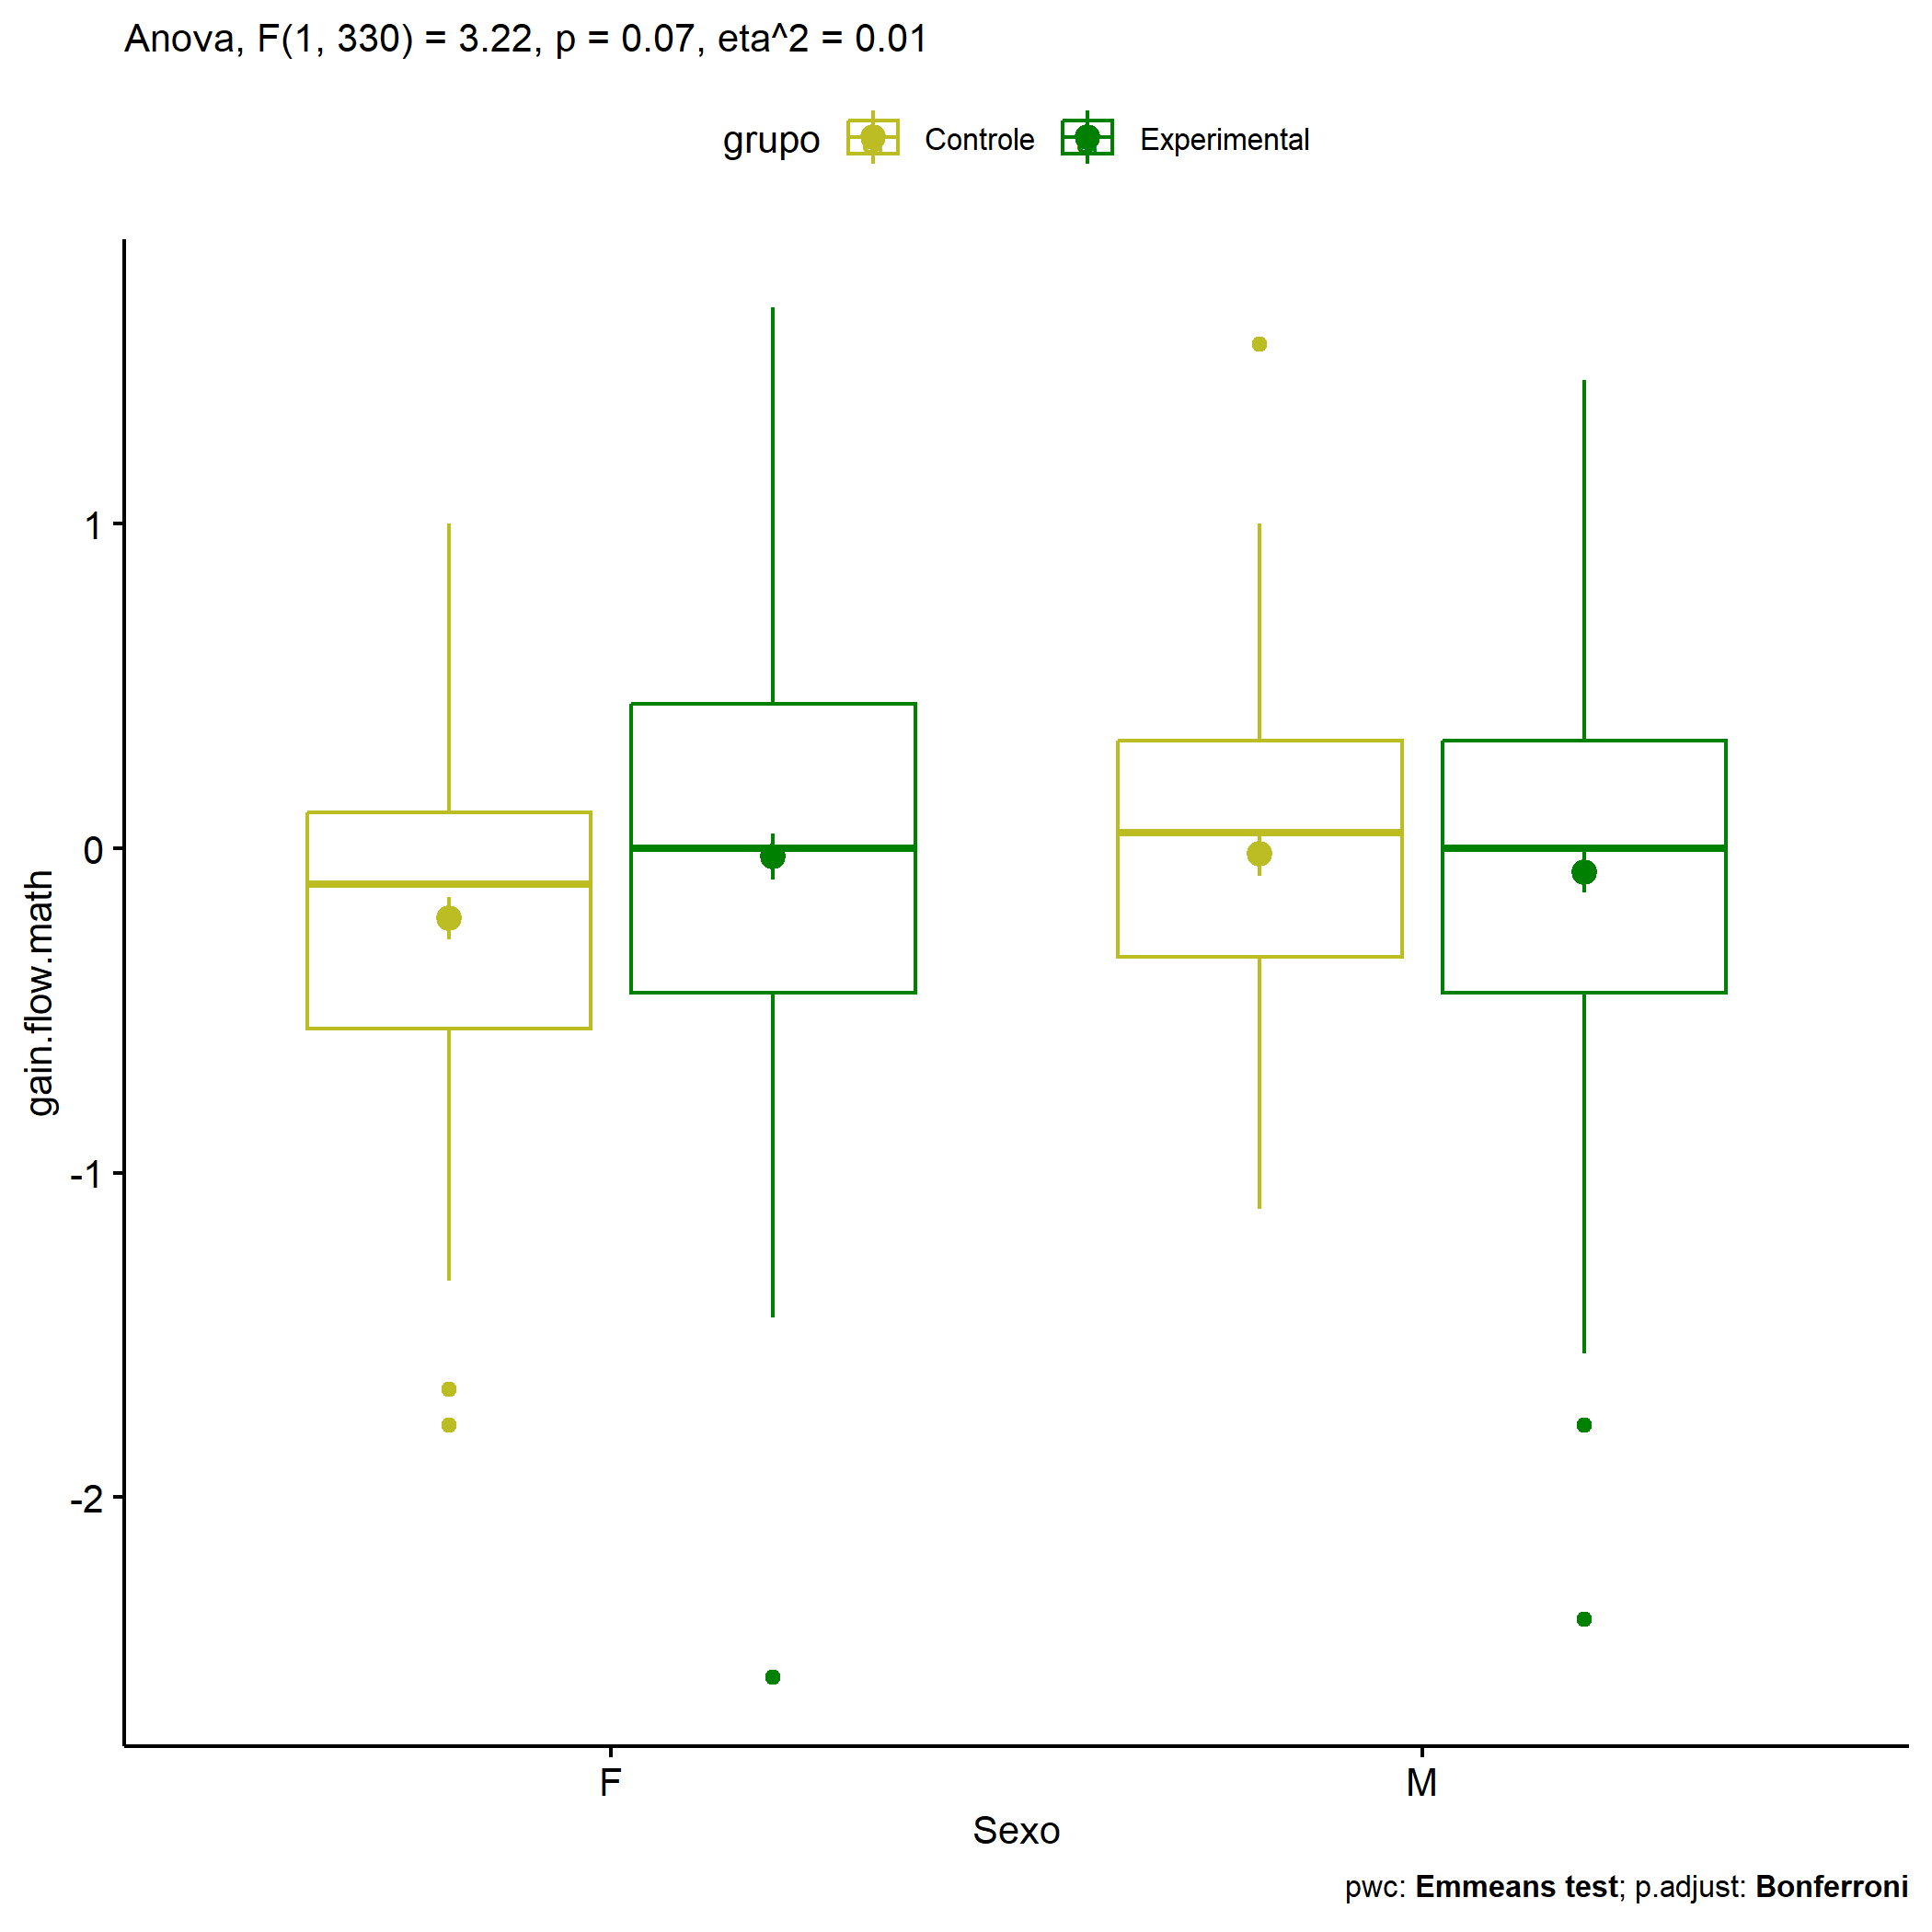 Anova, F(1, 330) = 3.22, p = 0.07, eta^2 = 0.01
grupo Controle Experimental
gain.flow.math
1
0
-1
-2
F M
Sexo
pwc: Emmeans test; p.adjust: Bonferroni